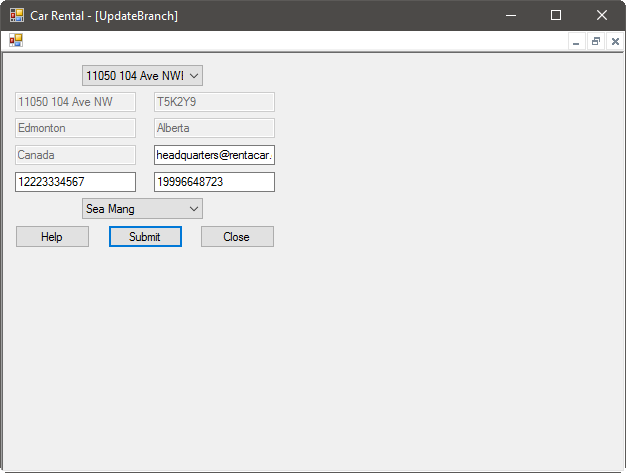 Car Rental - [UpdateBranch]
11050 104 Ave NW
11050 104 Ave NW T5K2Y9
Edmonton Alberta
Canada headquarters@rentacar.
12223334567 19996648723
Sea Mang
Help Submit Close